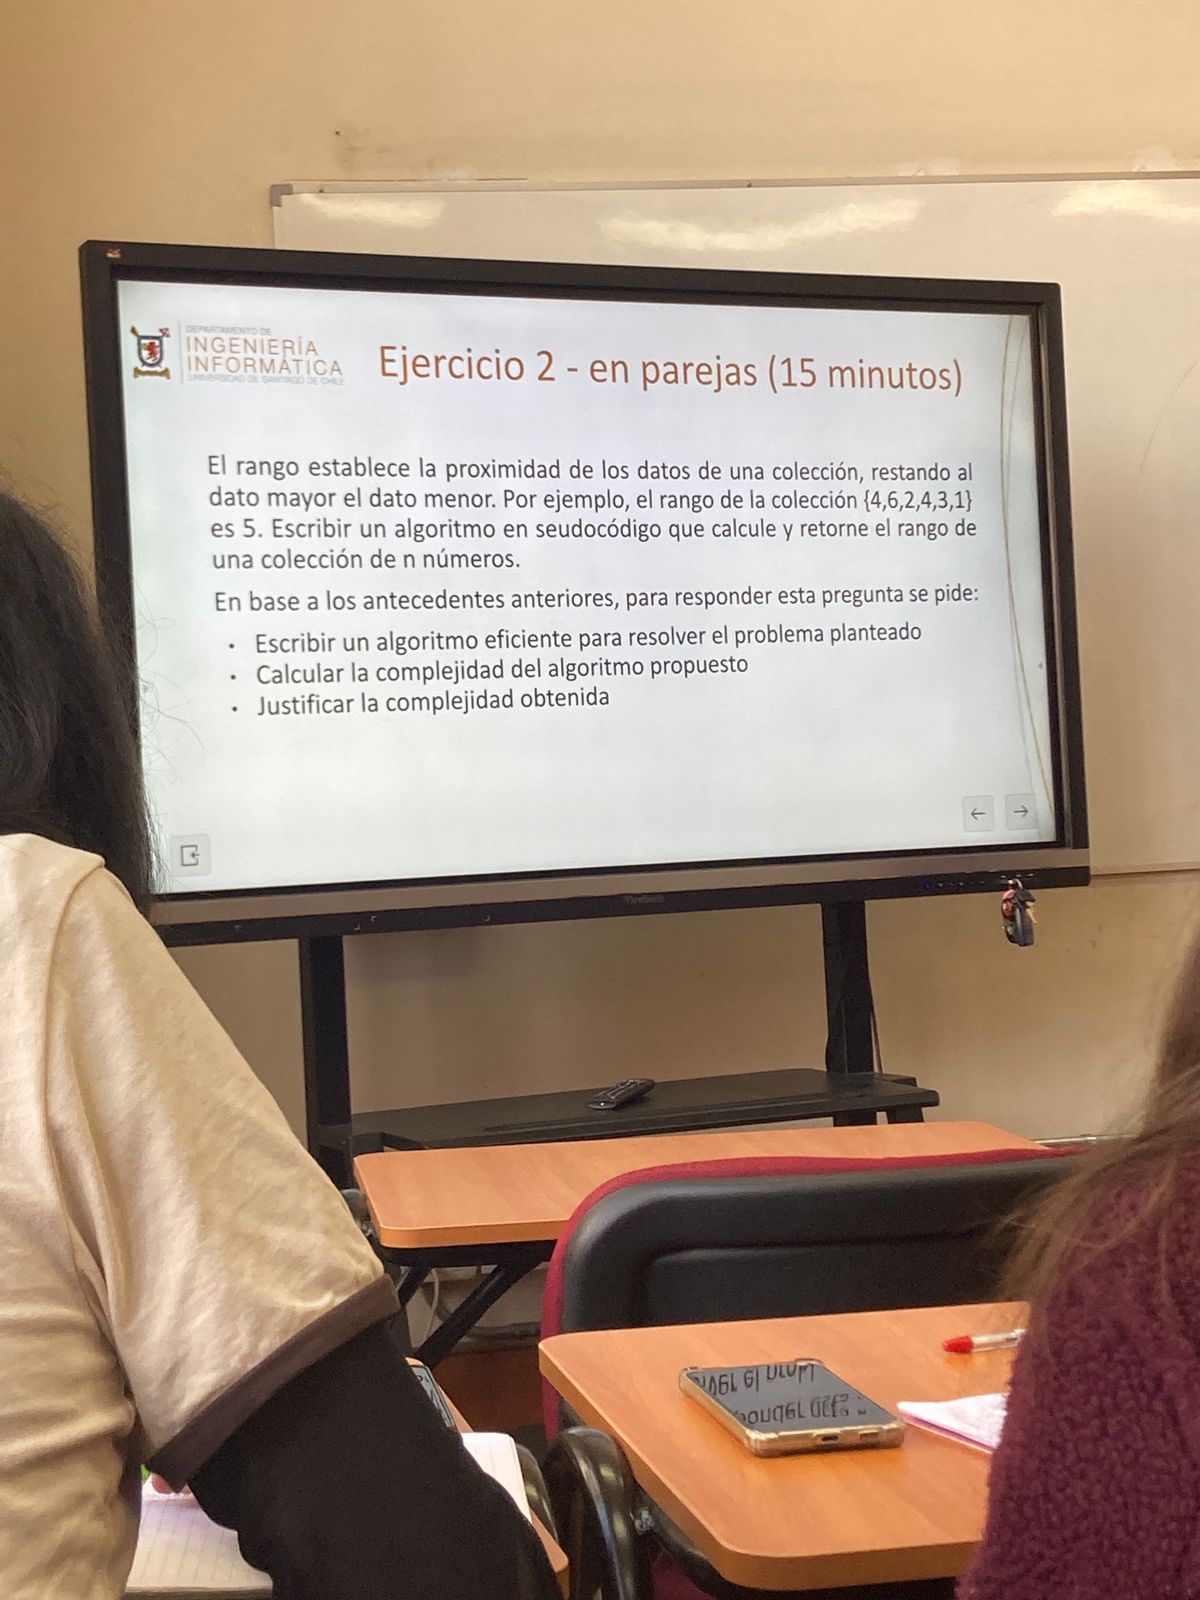 DEPARTAMENTO DE
INGENIERÍA
INFORMÁTICA
UNIVERSIDAD DE SANTIAGO DE CHILE
Ejercicio 2 - en parejas (15 minutos)
El rango establece la proximidad de los datos de una colección, restando al
dato mayor el dato menor. Por ejemplo, el rango de la colección {4,6,2,4,3,1}
es 5. Escribir un algoritmo en seudocódigo que calcule y retorne el rango de
una colección de n números.
En base a los antecedentes anteriores, para responder esta pregunta se pide:
• Escribir un algoritmo eficiente para resolver el problema planteado
• Calcular la complejidad del algoritmo propuesto
• Justificar la complejidad obtenida
ViewSonic